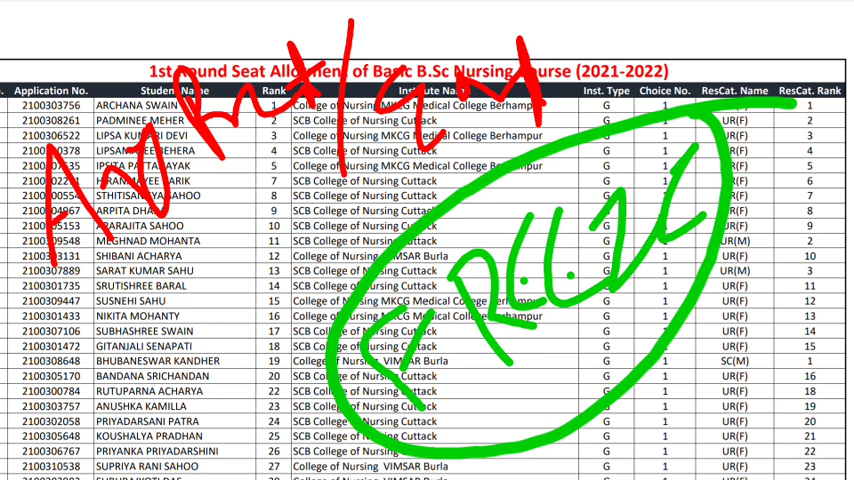 1st Round Seat Allotment of Basic B.Sc Nursing Course (2021-2022)
Application No. Student Name Rank Institute Name Inst. Type Choice No. ResCat. Name ResCat. Rank
2100303756 ARCHANA SWAIN 1 College of Nursing MKCG Medical College Berhampur G 1 1
2100308261 PADMINEE MEHER 2 SCB College of Nursing Cuttack G 1 UR(F) 2
2100306522 LIPSA KUMARI DEVI 3 College of Nursing MKCG Medical College Berhampur G 1 UR(F) 3
LIPSAMAYEE BEHERA 4 SCB College of Nursing Cuttack G 1 UR(F) 4
IPSITA PATTANAYAK 5 College of Nursing MKCG Medical College Berhampur G 1 UR(F) 5
HIRANMAYEE BARIK 7 SCB College of Nursing Cuttack G 1 UR(F) 6
8 SCB College of Nursing Cuttack G 1 UR(F) 7
ARPITA 9 SCB College of Nursing Cuttack G 1 UR(F) 8
APARAJITA SAHOO 10 SCB College of Nursing Cuttack G 1 UR(F) 9
2100309548 MEGHNAD MOHANTA 11 SCB College of Nursing Cuttack G 1 UR(M) 2
2100303131 SHIBANI ACHARYA 12 College of Nursing VIMSAR Burla G 1 UR(F) 10
2100307889 SARAT KUMAR SAHU 13 SCB College of Nursing Cuttack G 1 UR(M) 3
2100301735 SRUTISHREE BARAL 14 SCB College of Nursing Cuttack G 1 UR(F) 11
2100309447 SUSNEHI SAHU 15 College of Nursing MKCG Medical College Berhampur G 1 UR(F) 12
2100301433 NIKITA MOHANTY 16 College of Nursing MKCG Medical College Berhampur G 1 UR(F) 13
2100307106 SUBHASHREE SWAIN 17 SCB College of Nursing Cuttack G 1 UR(F) 14
2100301472 GITANJALI SENAPATI 18 SCB College of Nursing Cuttack G 1 UR(F) 15
2100308648 BHUBANESWAR KANDHER 19 College of Nursing VIMSAR Burla G 1 SC(M) 1
2100305170 BANDANA SRICHANDAN 20 SCB College of Nursing Cuttack G 1 UR(F) 16
2100300784 RUTUPARNA ACHARYA 22 SCB College of Nursing Cuttack G 1 UR(F) 18
2100303757 ANUSHKA KAMILLA 23 SCB College of Nursing Cuttack G 1 UR(F) 19
2100302058 PRIYADARSANI PATRA 24 SCB College of Nursing Cuttack G 1 UR(F) 20
2100305648 KOUSHALYA PRADHAN 25 SCB College of Nursing Cuttack G 1 UR(F) 21
2100306767 PRIYANKA PRIYADARSHINI 26 SCB College of Nursing Cuttack G 1 UR(F) 22
2100310538 SUPRIYA RANI SAHOO 27 College of Nursing VIMSAR Burla G 1 UR(F) 23